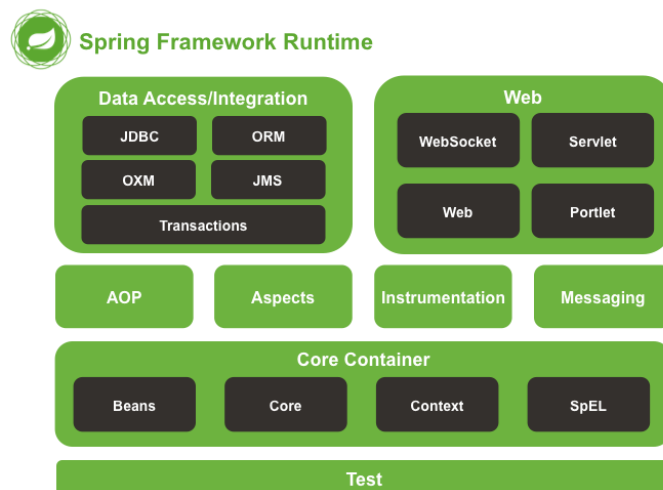 Spring Framework Runtime
Data Access/Integration
JDBC
ORM
OXM
JMS
Transactions
Web
WebSocket
Servlet
Web
Portlet
AOP
Aspects
Instrumentation
Messaging
Core Container
Beans
Core
Context
SpEL
Test